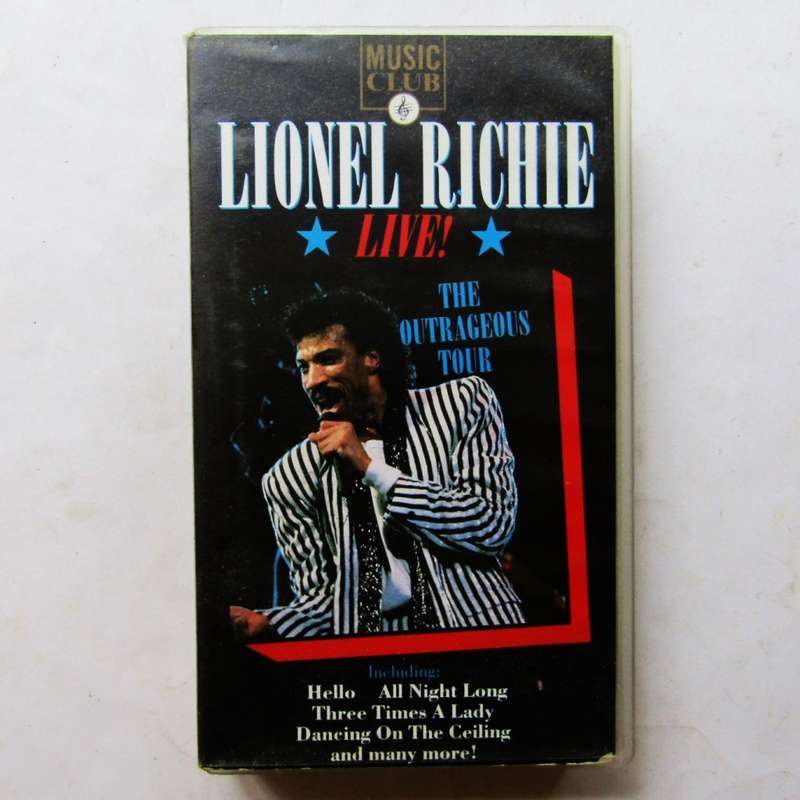 MUSIC
CLUB
LIONEL RICHIE
LIVE!
THE
OUTRAGEOUS
TOUR
Including:
Hello All Night Long
Three Times A Lady
Dancing On The Ceiling
and many more!